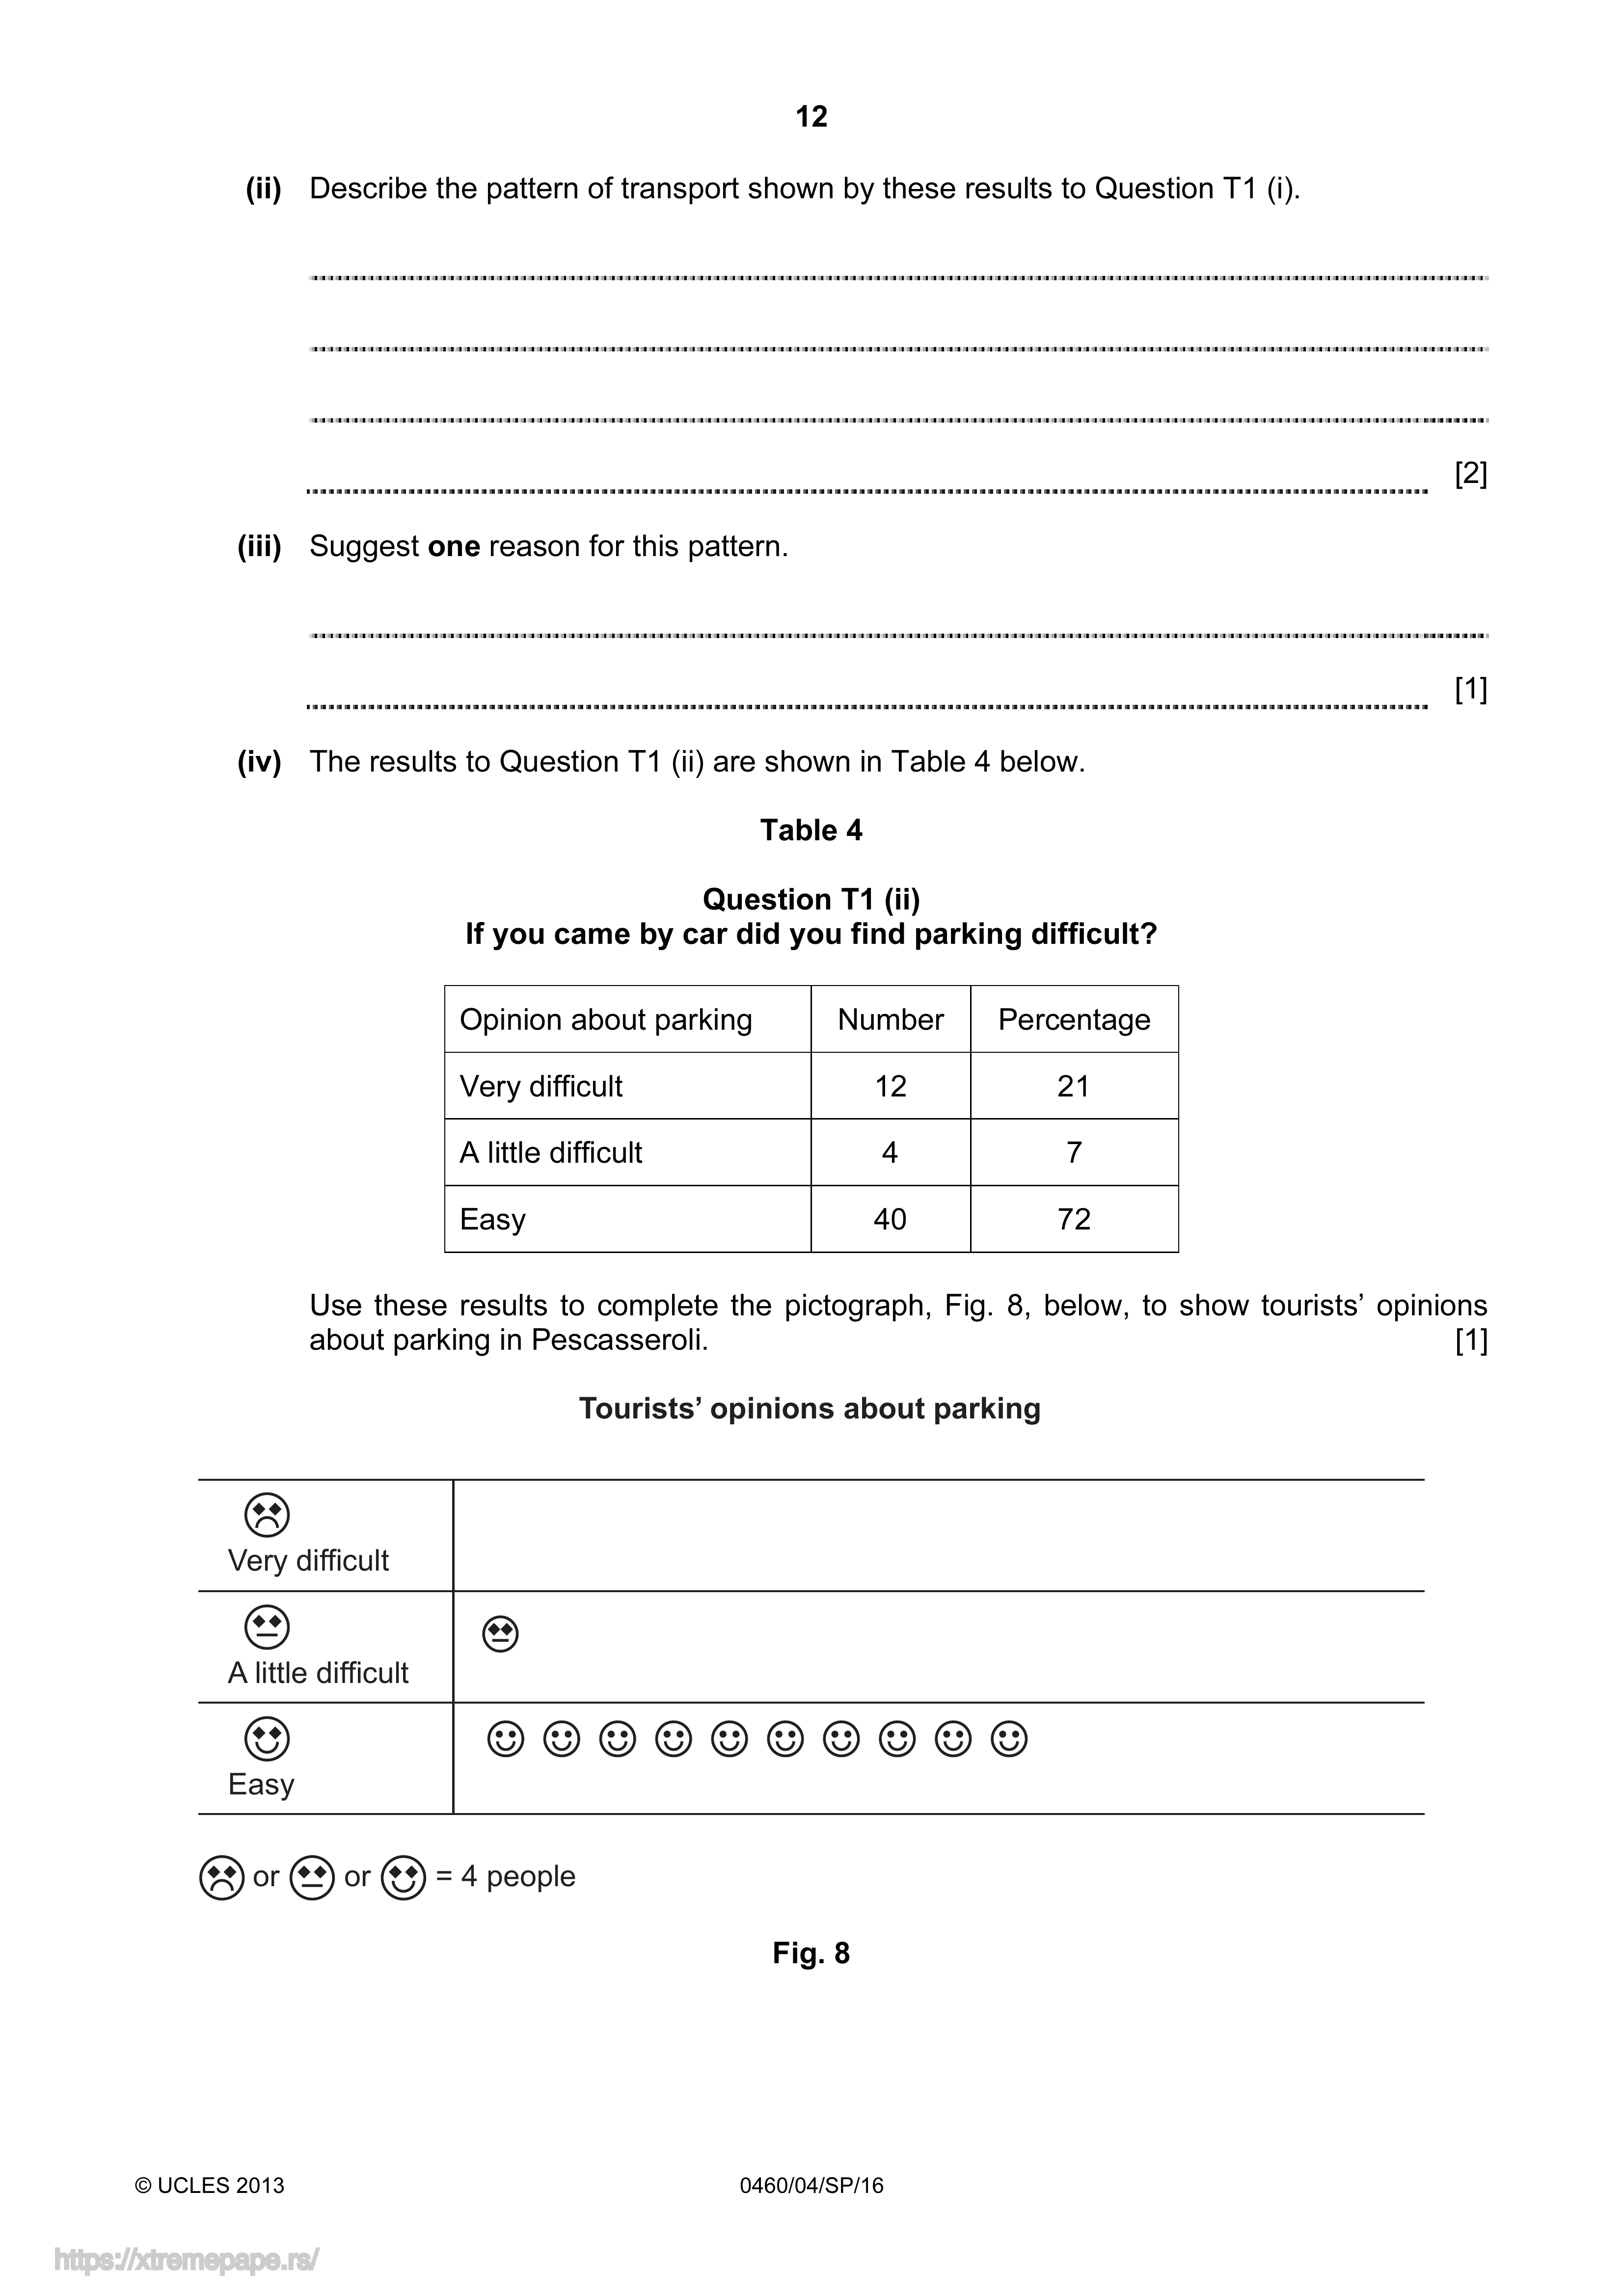 12
(ii) Describe the pattern of transport shown by these results to Question T1 (i).
[2]
(iii) Suggest one reason for this pattern.
[1]
(iv) The results to Question T1 (ii) are shown in Table 4 below.
Table 4
Question T1 (ii)
If you came by car did you find parking difficult?
Opinion about parking Number Percentage
Very difficult 12 21
A little difficult 4 7
Easy 40 72
Use these results to complete the pictograph, Fig. 8, below, to show tourists’ opinions
about parking in Pescasseroli. [1]
Tourists’ opinions about parking
Very difficult
A little difficult
Easy
or or = 4 people
Fig. 8
© UCLES 2013 0460/04/SP/16
https://xtremepape.rs/